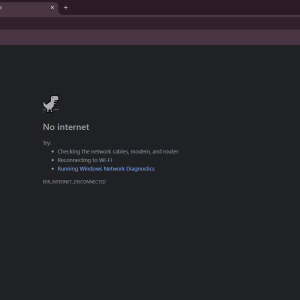 No internet
Try:
Checking the network cables, modem, and router
Reconnecting to Wi-Fi
Running Windows Network Diagnostics
ERR_INTERNET_DISCONNECTED